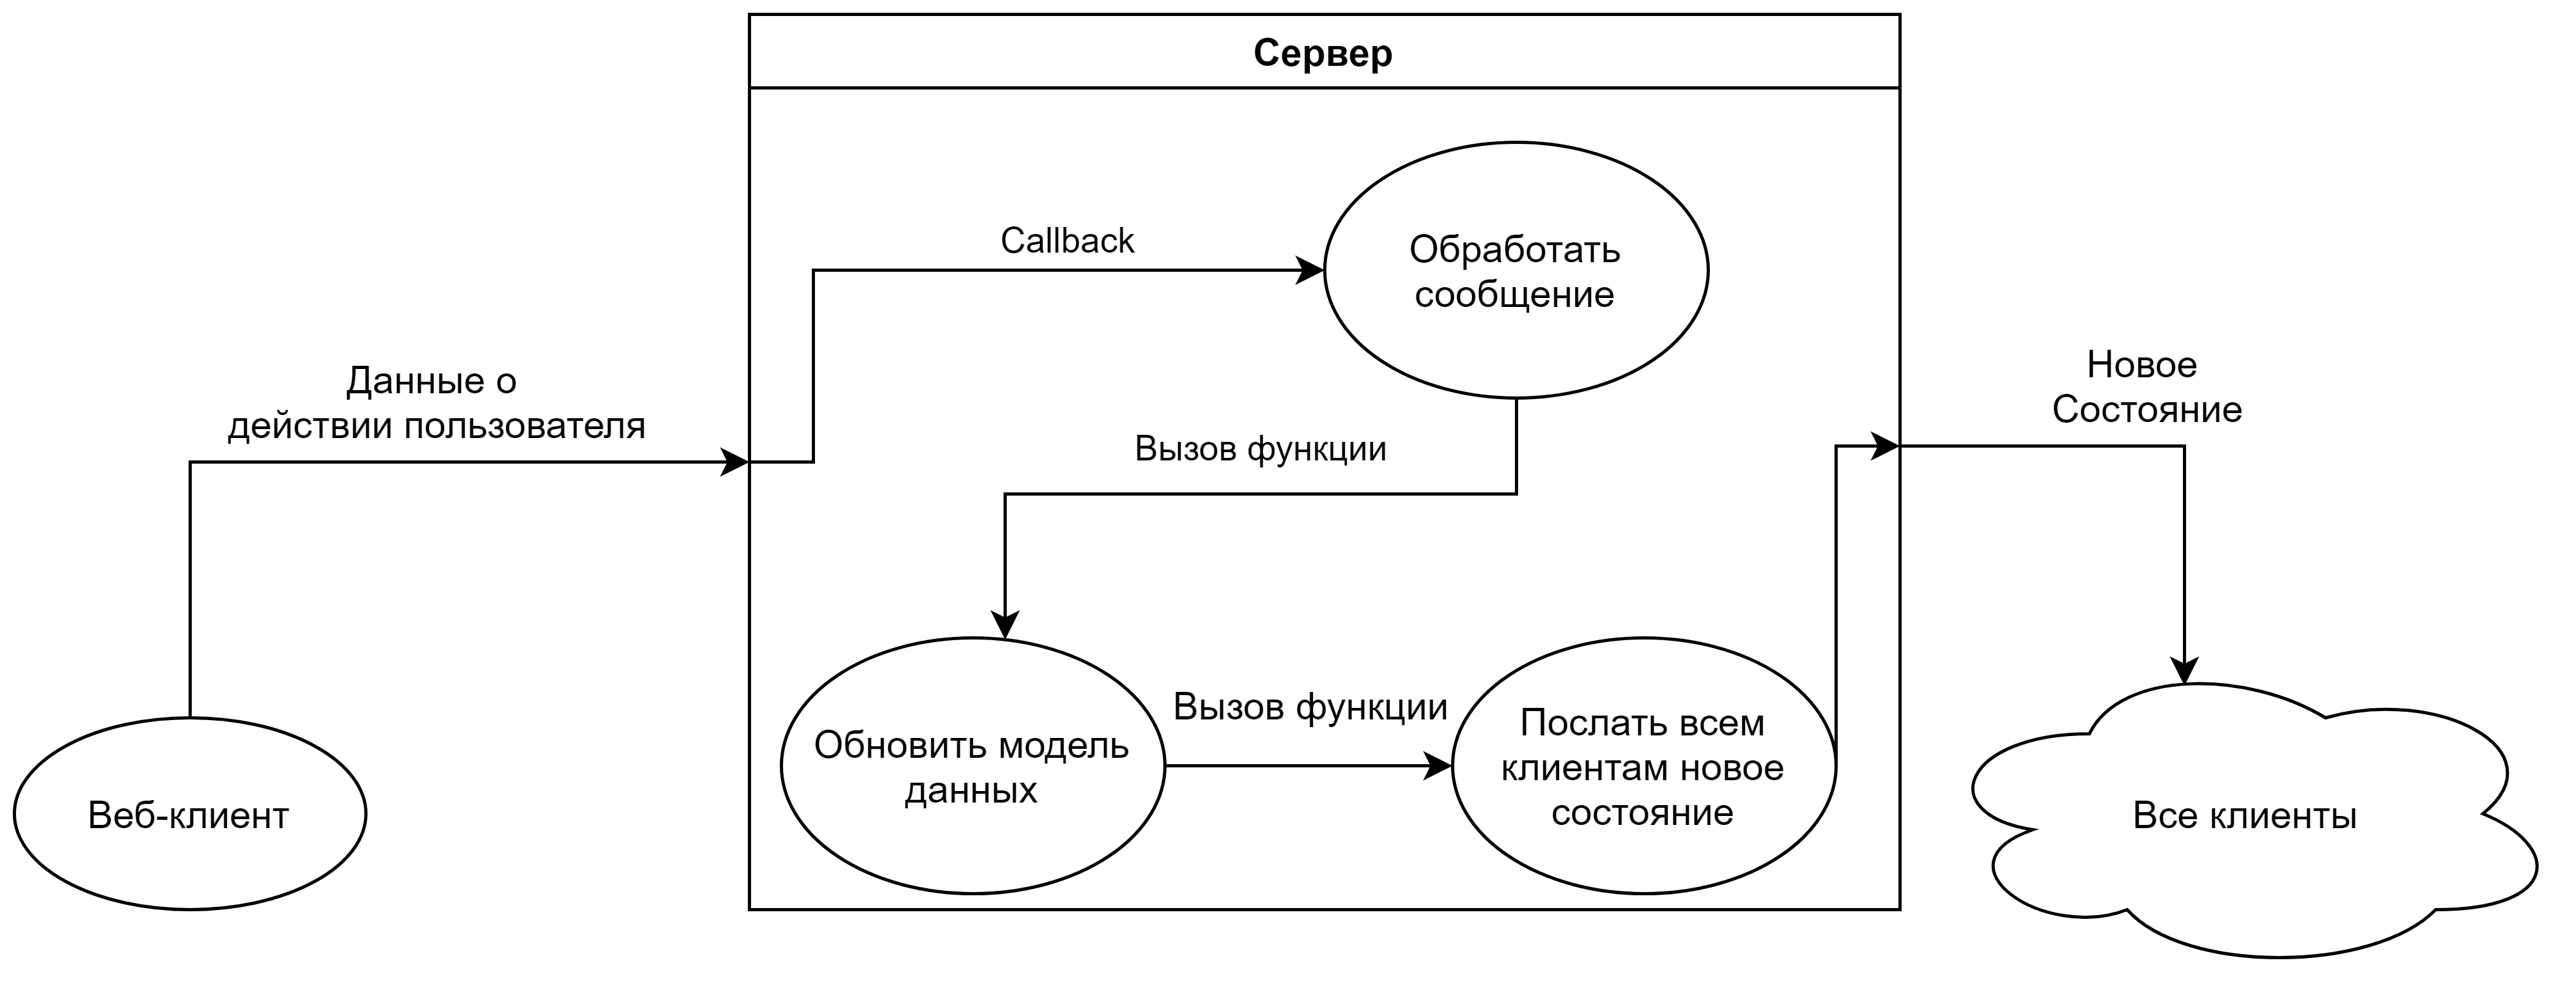 Сервер
Callback
Обработать
сообщение
Данные о
действии пользователя
Вызов функции
Новое
Состояние
Обновить модель
данных
Вызов функции
Послать всем
клиентам новое
состояние
Веб-клиент
Все клиенты